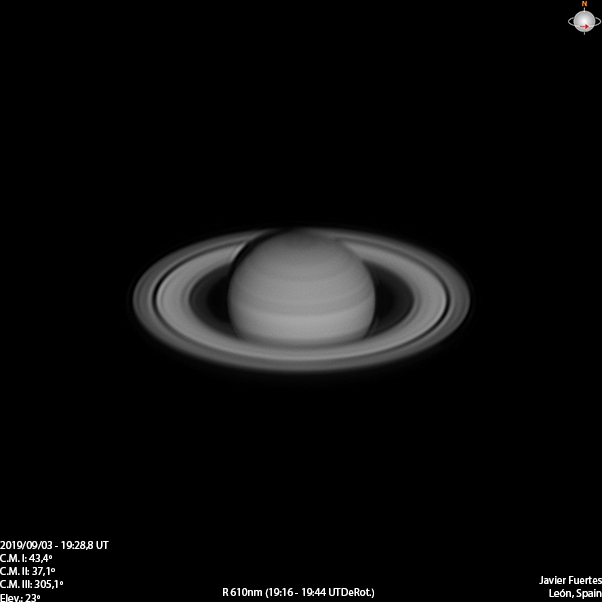 N
2019/09/03 - 19:28,8 UT
C.M. I: 43,4º
C.M. II: 37,1º
C.M. III: 305,1º
Elev.: 23º
R 610nm (19:16 - 19:44 UTDeRot.)
Javier Fuertes
León, Spain